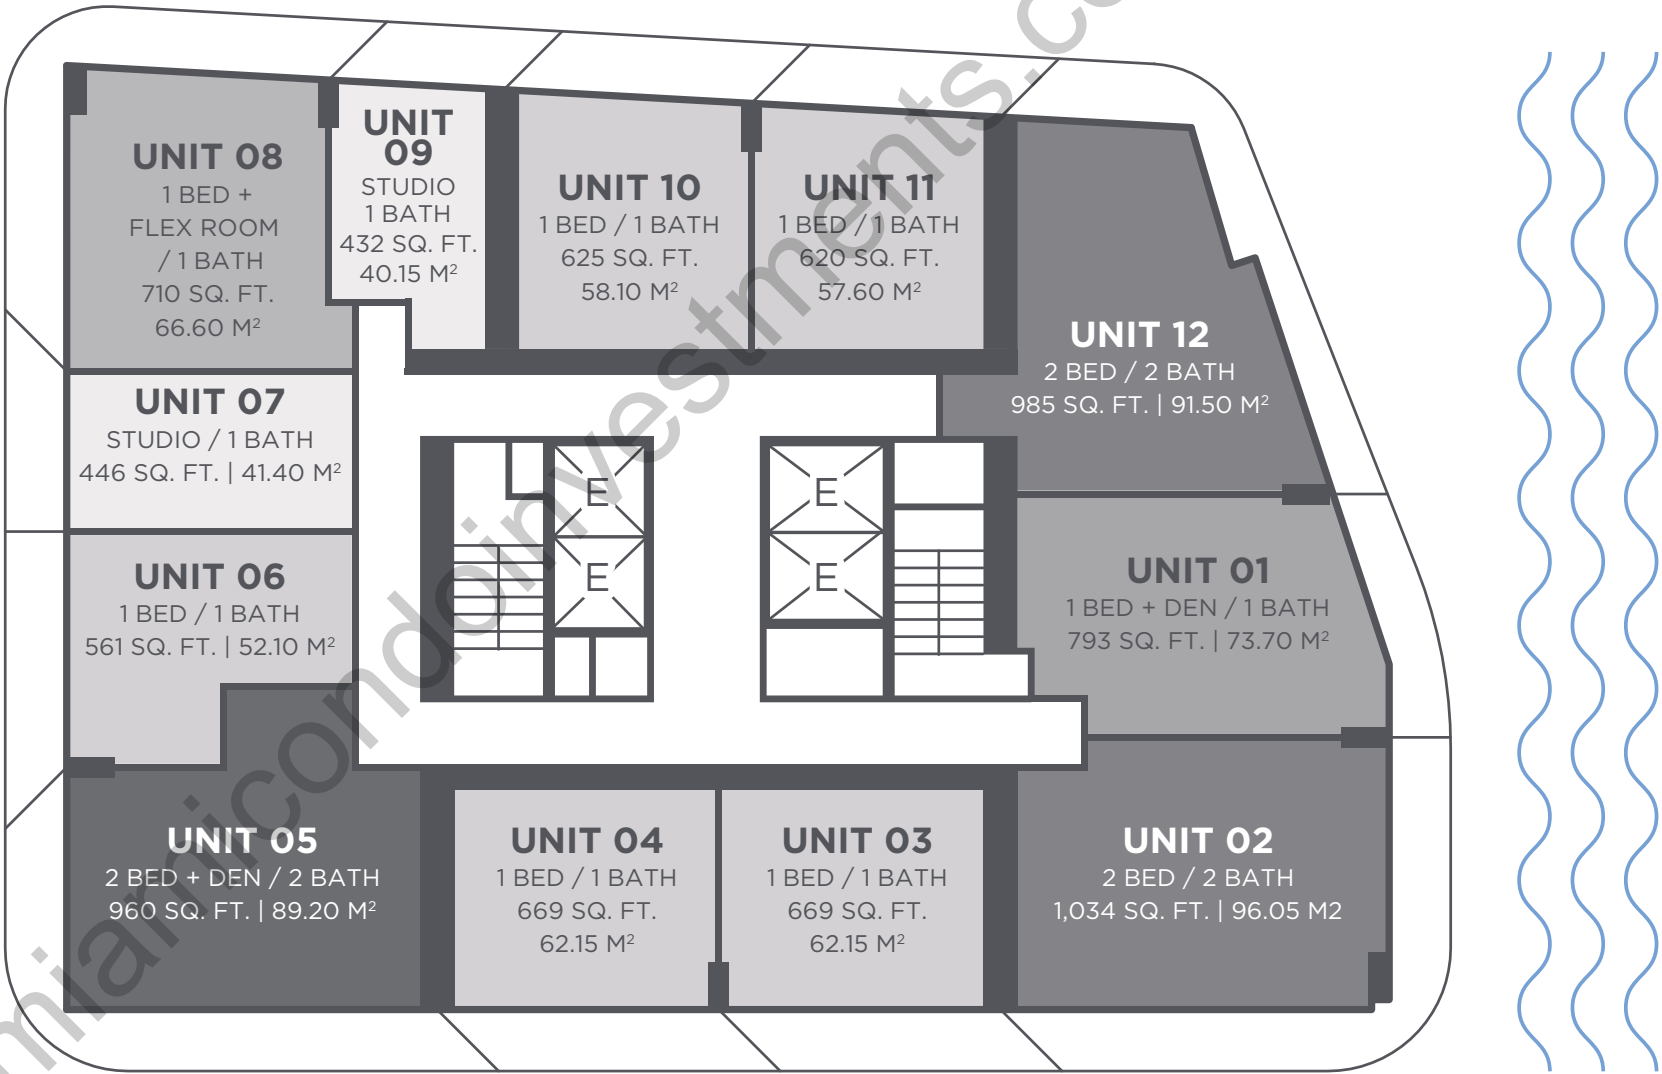 UNIT 08
1 BED +
FLEX ROOM
/ 1 BATH
710 SQ. FT.
66.60 M²
UNIT
09
STUDIO
1 BATH
432 SQ. FT.
40.15 M²
UNIT 10
1 BED / 1 BATH
625 SQ. FT.
58.10 M²
UNIT 11
1 BED / 1 BATH
620 SQ. FT.
57.60 M²
UNIT 12
2 BED / 2 BATH
985 SQ. FT. | 91.50 M²
UNIT 07
STUDIO / 1 BATH
446 SQ. FT. | 41.40 M²
E
E
E
E
UNIT 06
1 BED / 1 BATH
561 SQ. FT. | 52.10 M²
UNIT 01
1 BED + DEN / 1 BATH
793 SQ. FT. | 73.70 M²
UNIT 05
2 BED + DEN / 2 BATH
960 SQ. FT. | 89.20 M²
UNIT 04
1 BED / 1 BATH
669 SQ. FT.
62.15 M²
UNIT 03
1 BED / 1 BATH
669 SQ. FT.
62.15 M²
UNIT 02
2 BED / 2 BATH
1,034 SQ. FT. | 96.05 M2
miamicondoinvestments.co